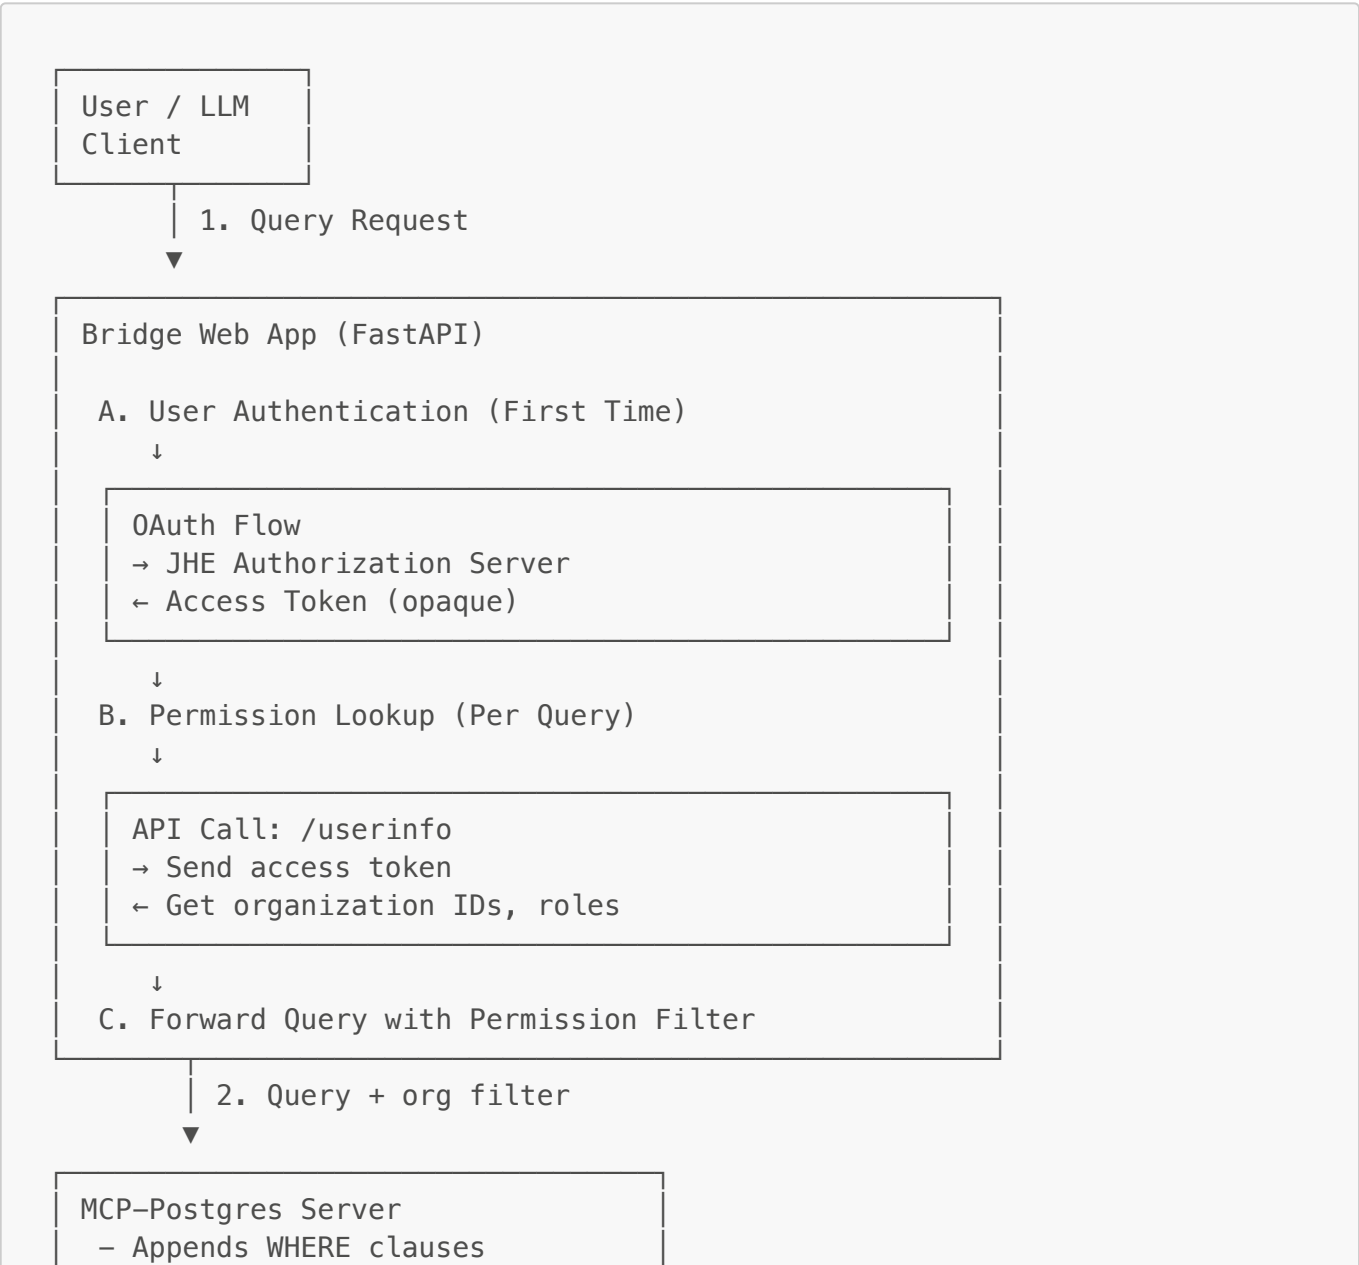 User / LLM
Client
1. Query Request
▼
Bridge Web App (FastAPI)
A. User Authentication (First Time)
↓
OAuth Flow
→ JHE Authorization Server
← Access Token (opaque)
↓
B. Permission Lookup (Per Query)
↓
API Call: /userinfo
→ Send access token
← Get organization IDs, roles
↓
C. Forward Query with Permission Filter
2. Query + org filter
▼
MCP-Postgres Server
- Appends WHERE clauses